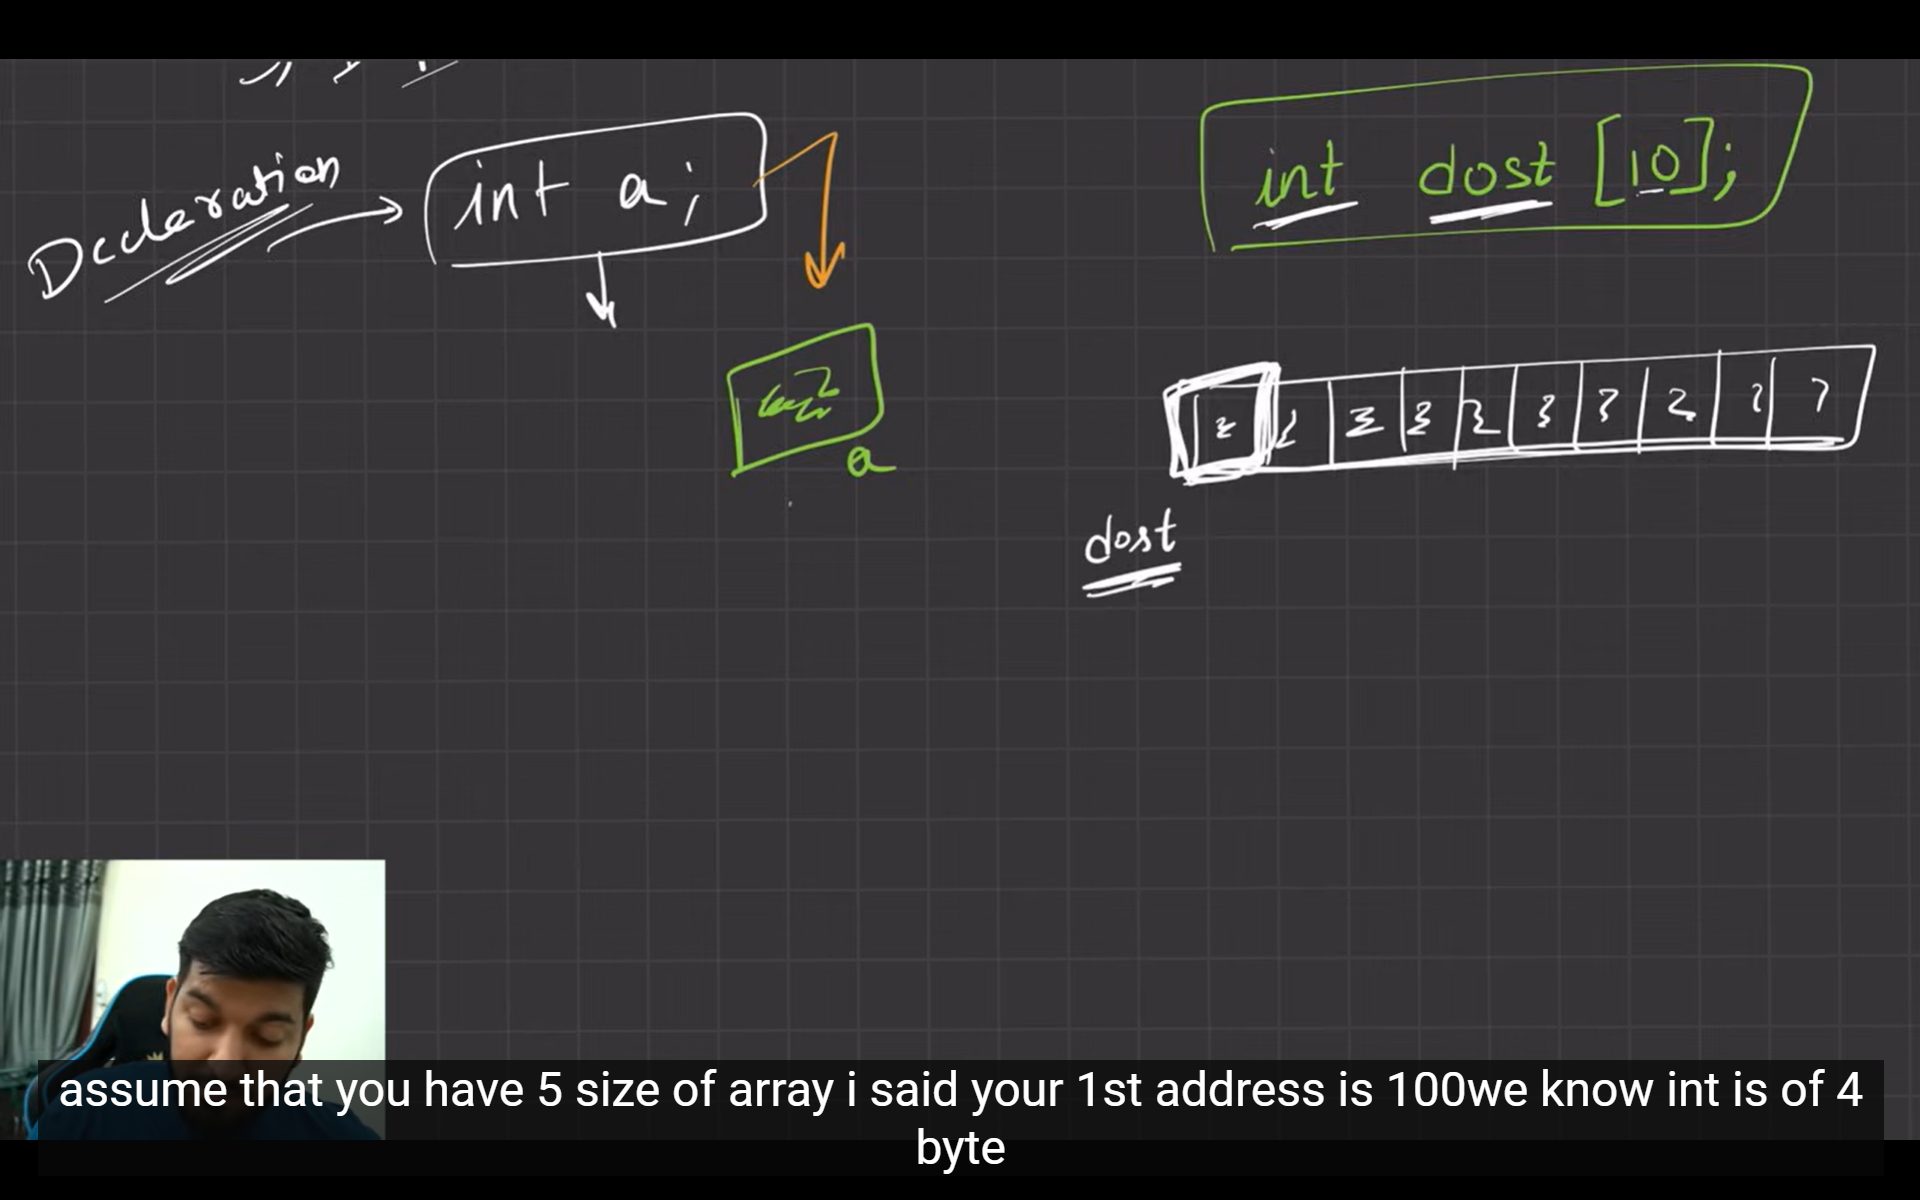 Decleration
int a;
int dost [10];
a
dost
assume that you have 5 size of array i said your 1st address is 100we know int is of 4
byte